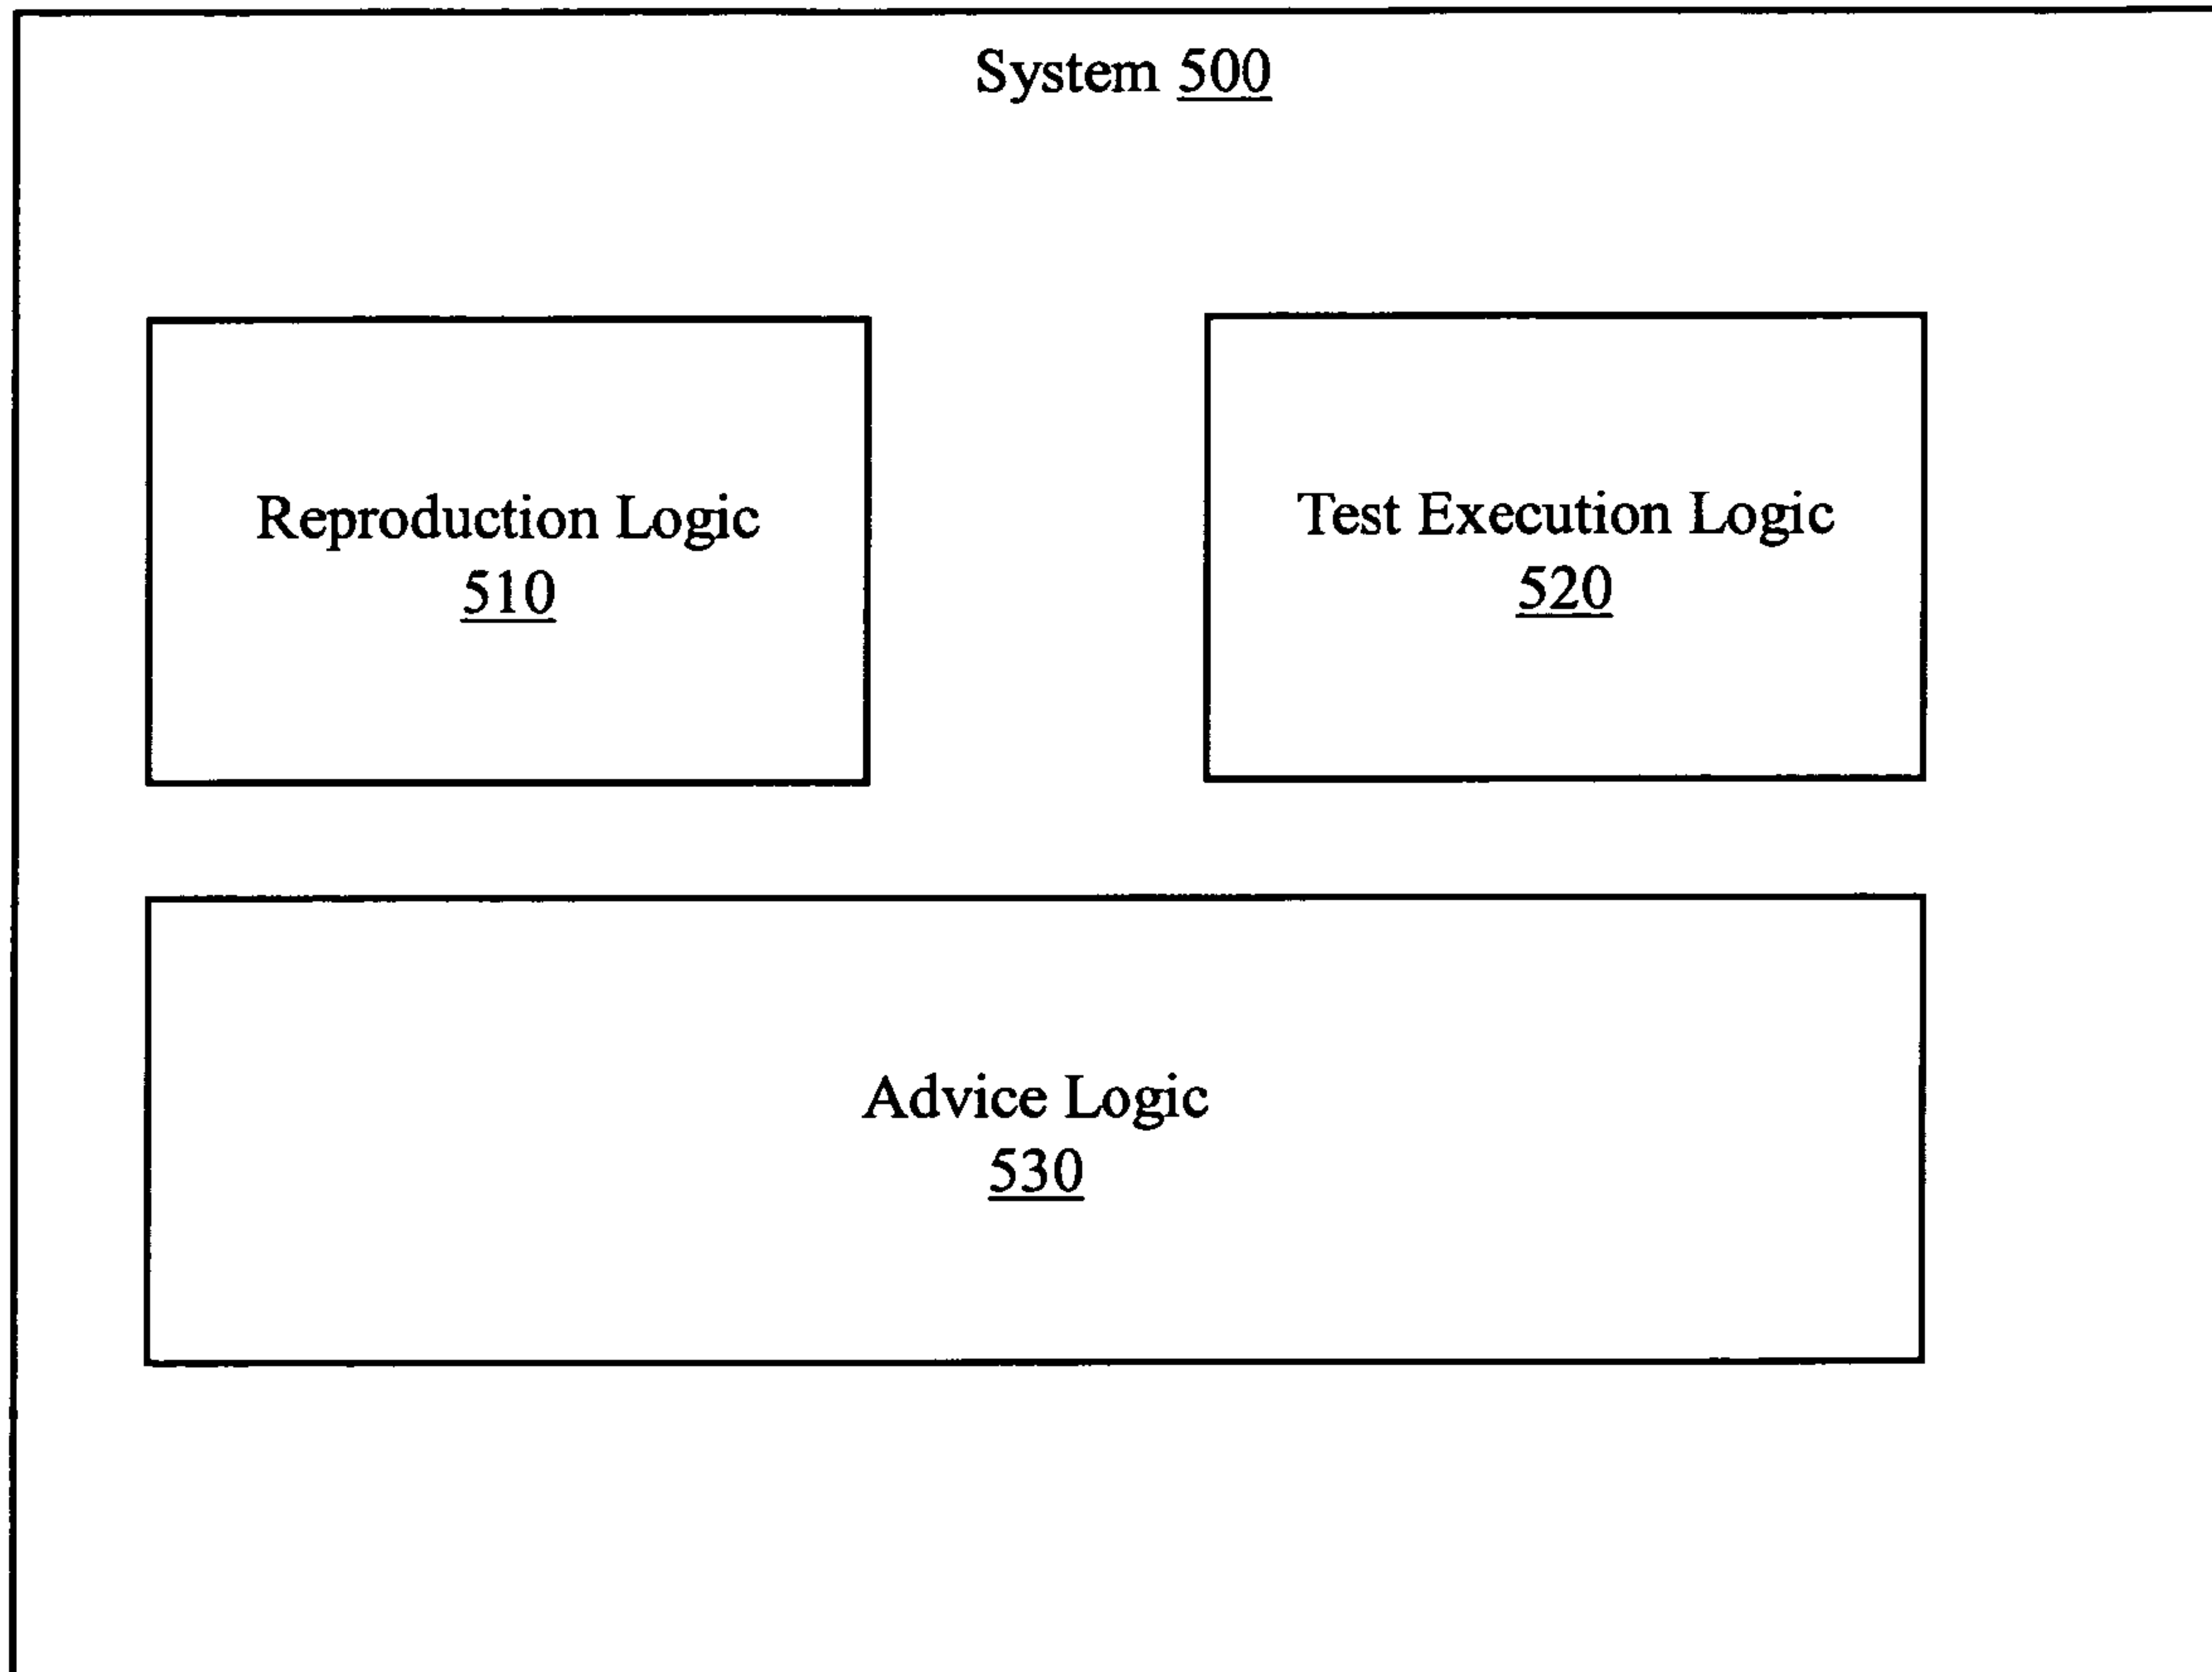 System 500
Reproduction Logic
510
Test Execution Logic
520
Advice Logic
530